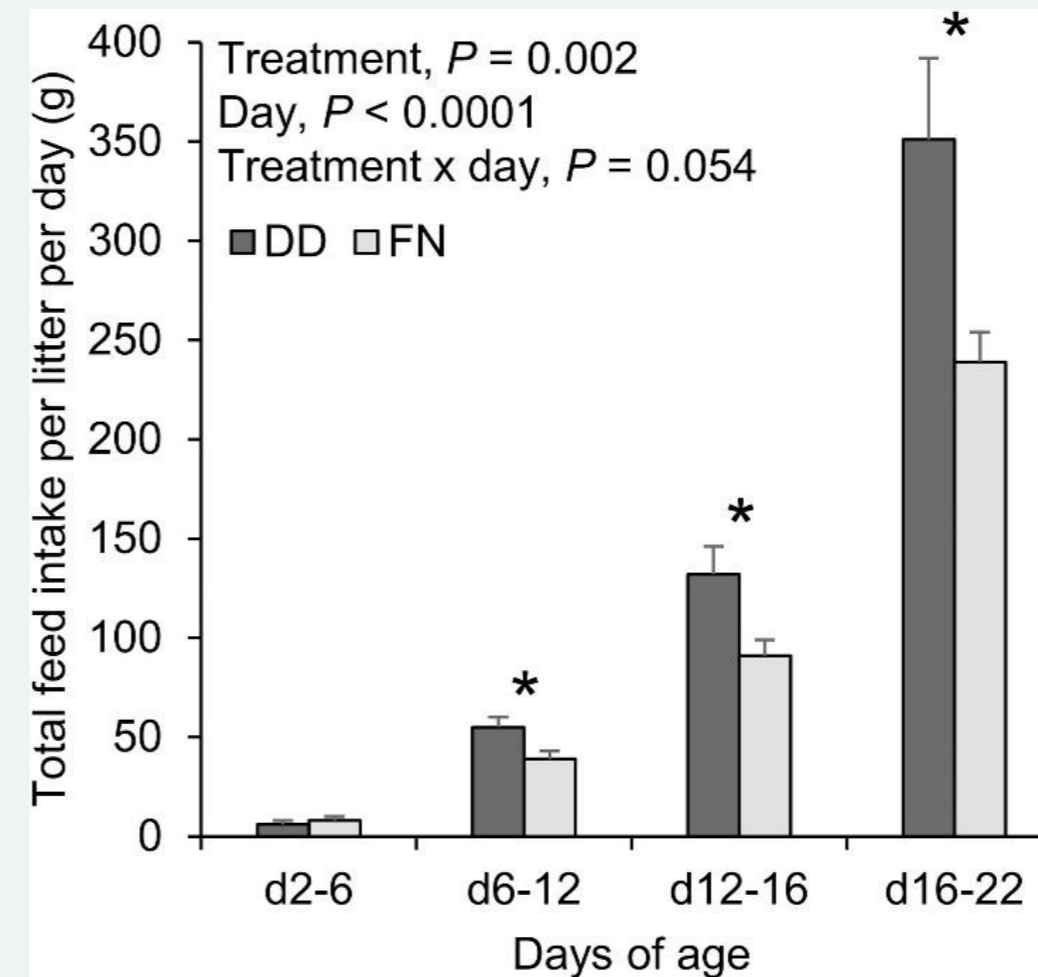 Total feed intake per litter per day (g)
400
350
300
250
200
150
100
50
0
Treatment, P = 0.002
Day, P < 0.0001
Treatment x day, P = 0.054
DD FN
*
*
*
d2-6 d6-12 d12-16 d16-22
Days of age